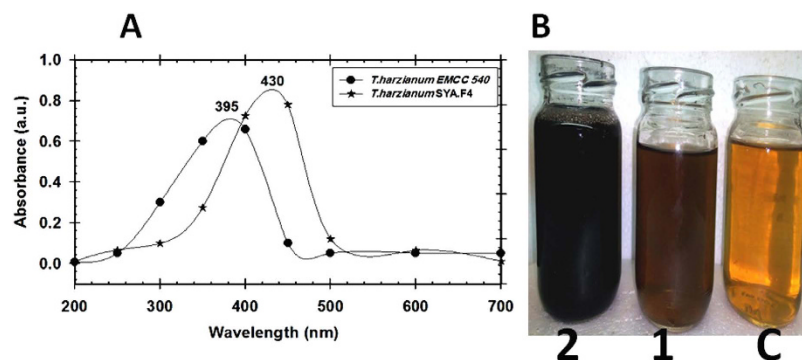 A
B
1.0
0.8
0.6
0.4
0.2
0.0
Absorbance (a.u.)
395
430
T.harzianum EMCC 540
T.harzianum SYA.F4
200
300
400
500
600
700
Wavelength (nm)
2
1
C